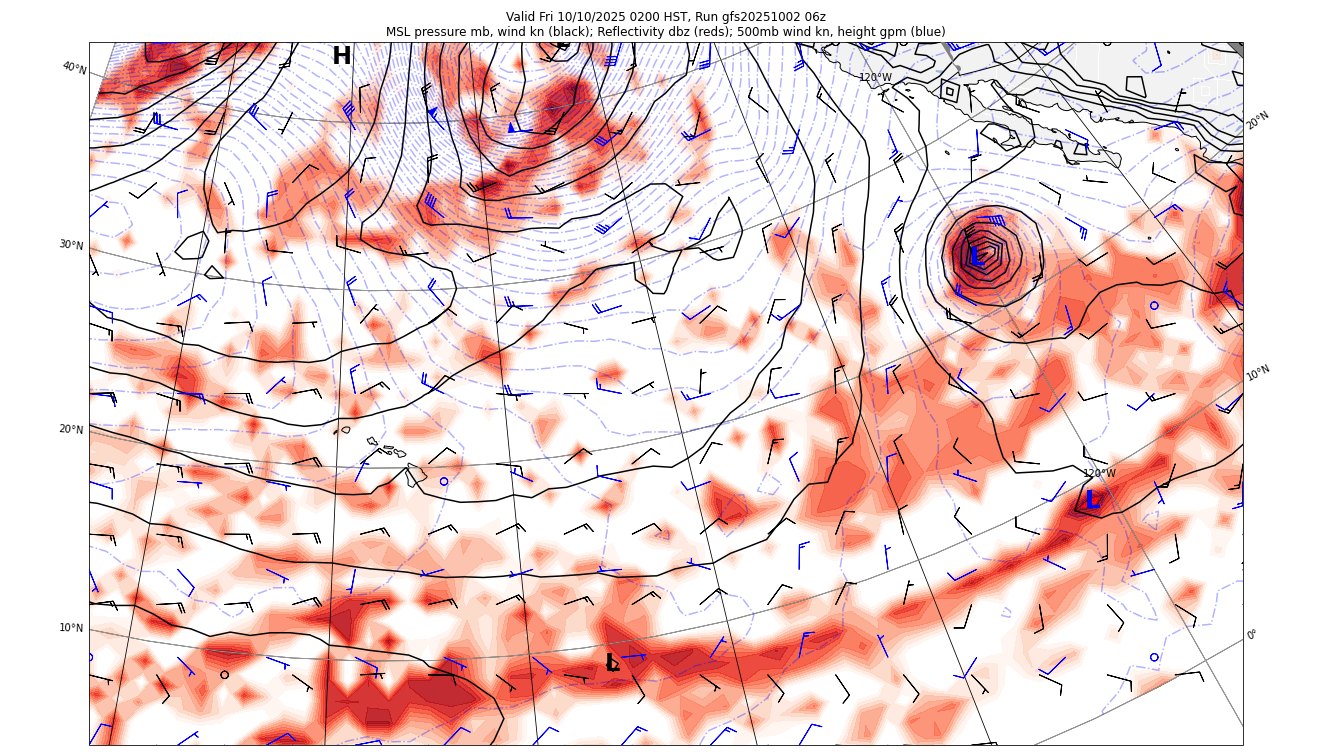 Valid Fri 10/10/2025 0200 HST, Run gfs20251002 06z
MSL pressure mb, wind kn (black); Reflectivity dbz (reds); 500mb wind kn, height gpm (blue)
H
40°N
120°W
20°N
30°N
L
10°N
20°N
120°W
L
10°N
0°
L